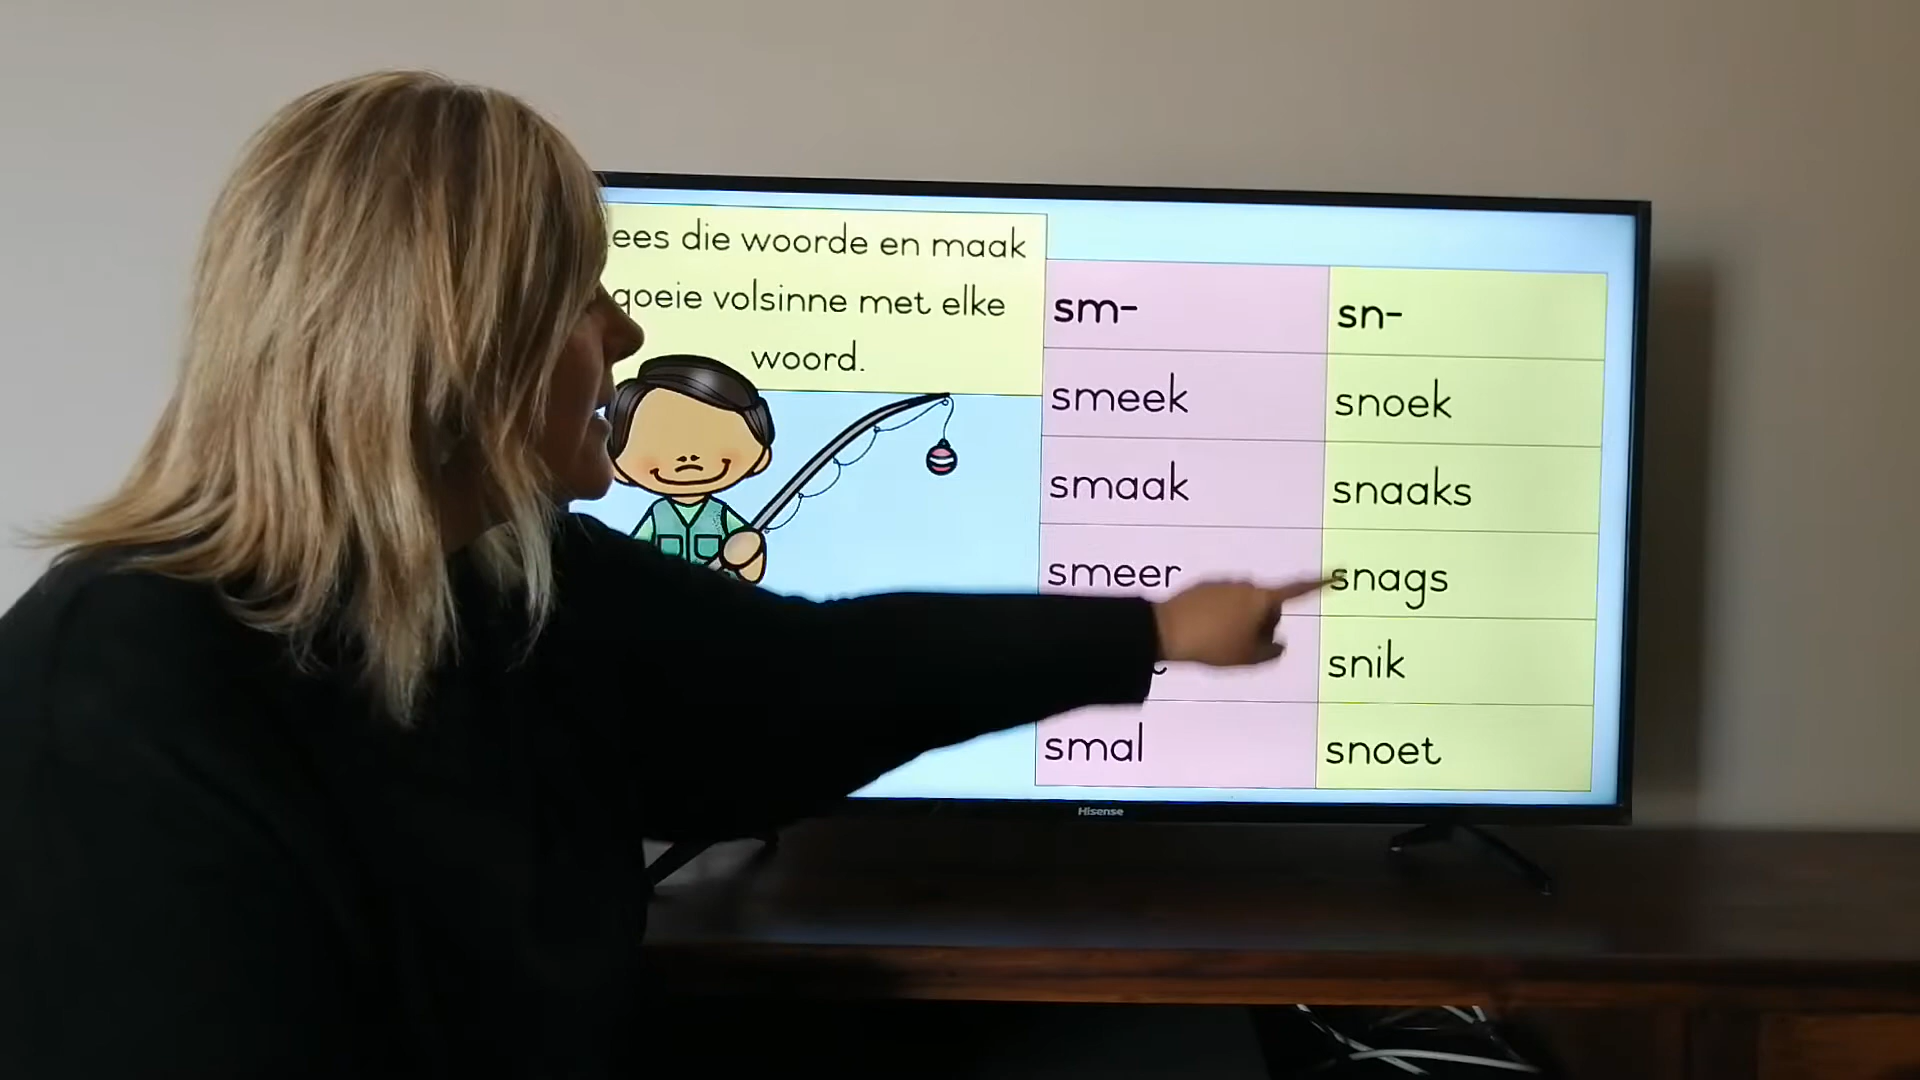 die woorde en maak
goeie volsinne met elke
woord.
sm- sn-
smeek snoek
smaak snaaks
smeer snags
snik
smal snoet
Hisense